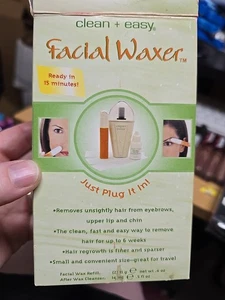 clean + easy®
Facial Waxer™
Ready in
15 minutes!
Just Plug It In!
•Removes unsightly hair from eyebrows,
upper lip and chin
•The clean, fast and easy way to remove
hair for up to 6 weeks
•Hair regrowth is finer and sparse
•Small and convenient size-great for travel
Facial Wax Refill
After Wax Cleanser